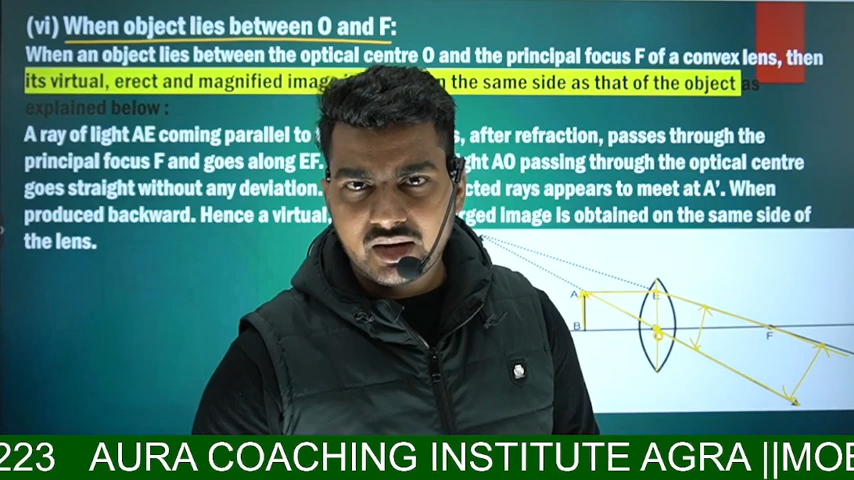 (vi) When object lies between O and F:
When an object lies between the optical centre O and the principal focus F of a convex lens, then
its virtual, erect and magnified image n the same side as that of the object as
explained below :
A ray of light AE coming parallel to s, after refraction, passes through the
principal focus F and goes along EF. ght AO passing through the optical centre
goes straight without any deviation. cted rays appears to meet at A’. When
produced backward. Hence a virtual, rged image is obtained on the same side of
the lens.
A E
B F
223 AURA COACHING INSTITUTE AGRA ||MOB